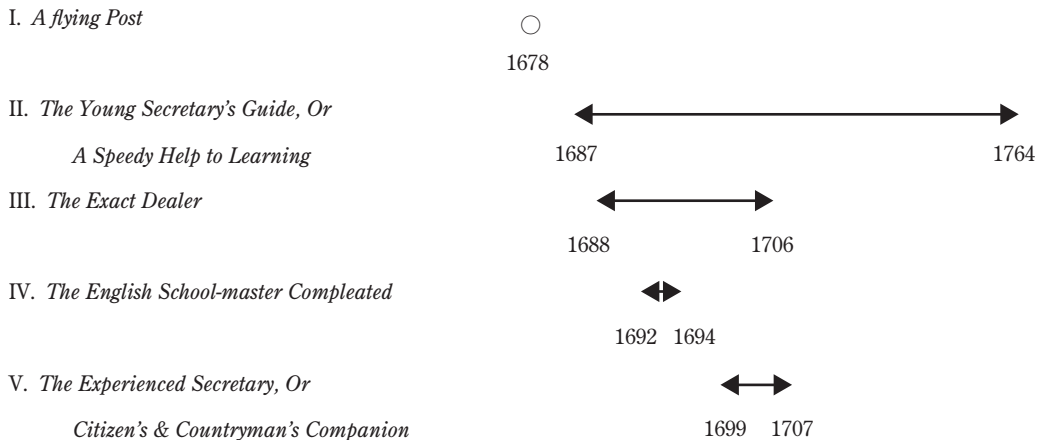 I. A flying Post
1678
II. The Young Secretary's Guide, Or
A Speedy Help to Learning
1687 1764
III. The Exact Dealer
1688 1706
IV. The English School-master Compleated
1692 1694
V. The Experienced Secretary, Or
Citizen's & Countryman's Companion
1699 1707